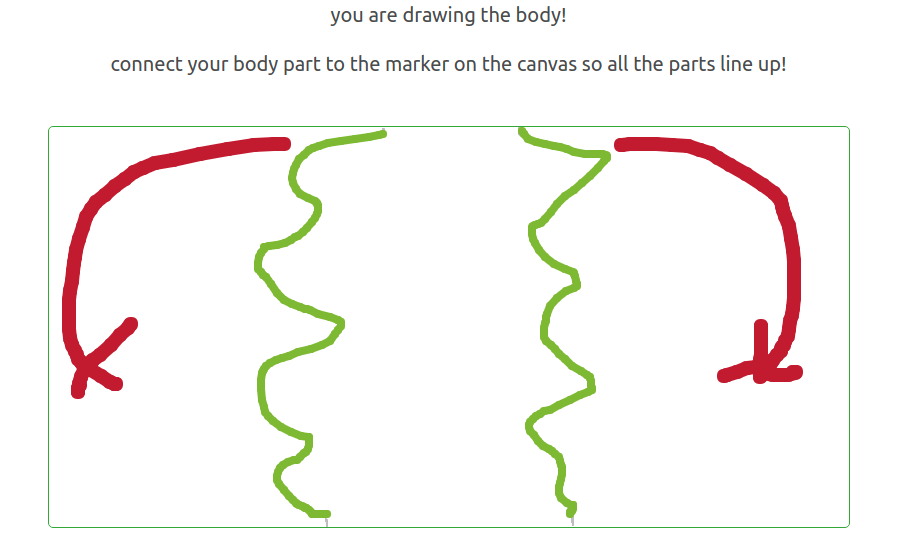 you are drawing the body!
connect your body part to the marker on the canvas so all the parts line up!